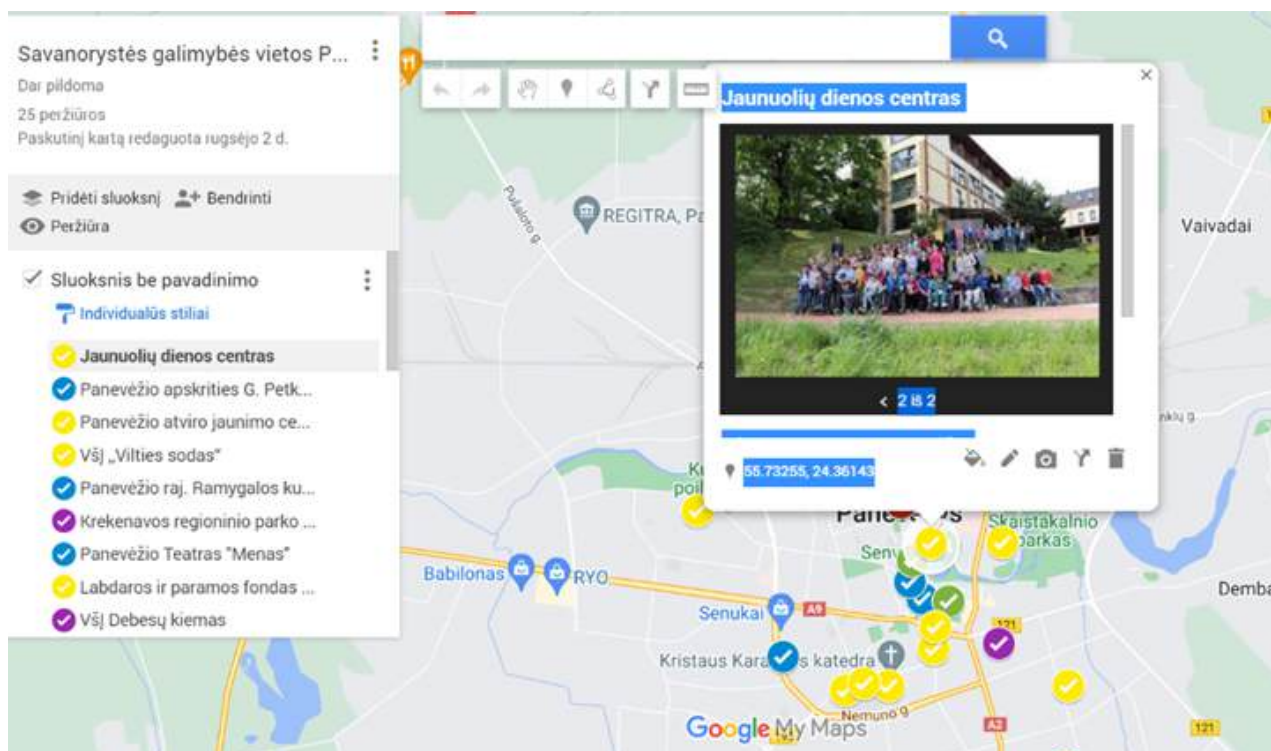 Savanorystės galimybės vietos P...
Dar pildoma
25 peržiūros
Paskutinį kartą redaguota rugsėjo 2 d.
Pridėti sluoksnį
Bendrinti
Peržiūra
Sluoksnis be pavadinimo
Individualūs stiliai
Jaunuolių dienos centras
Panevėžio apskrities G. Petk...
Panevėžio atviro jaunimo ce...
VšĮ „Vilties sodas“
Panevėžio raj. Ramygalos ku...
Krekenavos regioninio parko ...
Panevėžio Teatras "Menas"
Labdaros ir paramos fondas ...
VšĮ Debesų kiemas
Jaunuolių dienos centras
2 iš 2
55.73255, 24.36143
Pušaloto g.
REGITRA, Pa
Vaivadai
Skaistakalnio
parkas
Babilonas
RYO
Senukai
A9
121
Kristaus Kara s katedra
Nemuno g
A2
121
Google My Maps